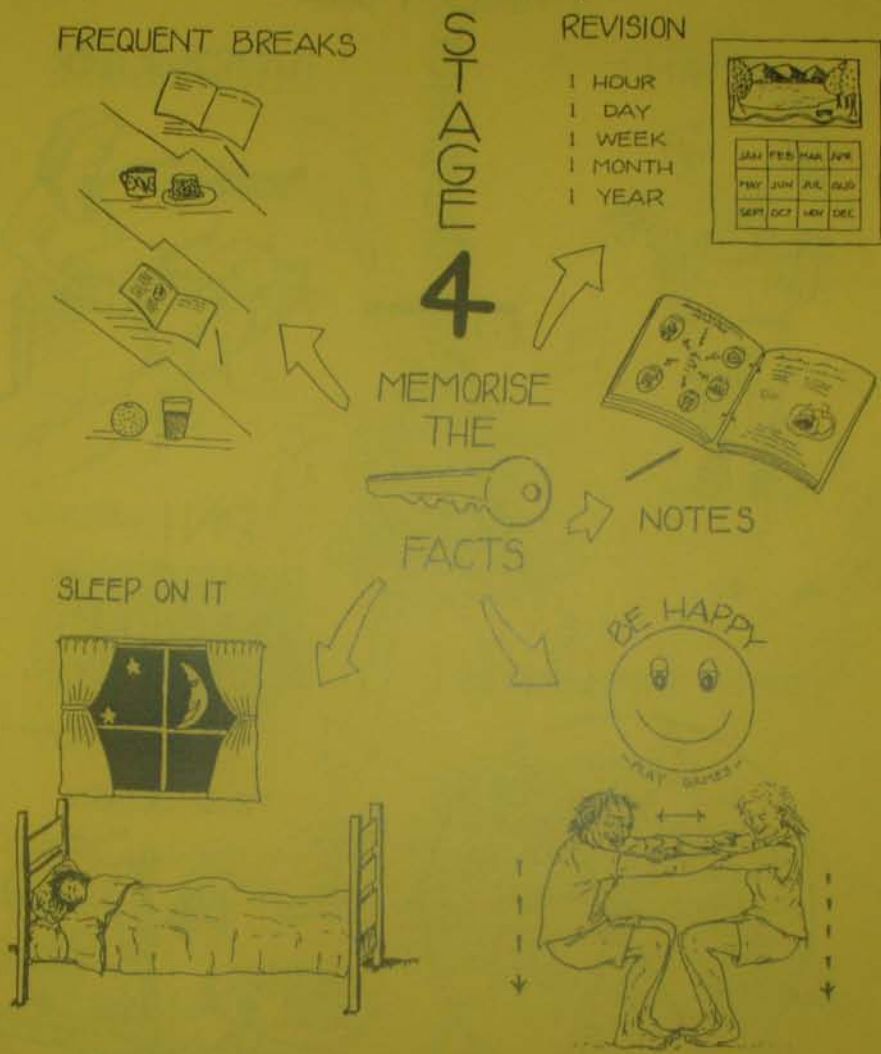 FREQUENT BREAKS
STAGE
4
REVISION
1 HOUR
1 DAY
1 WEEK
1 MONTH
1 YEAR
JAN FEB MAR APR
MAY JUN JUL AUG
SEPT OCT NOV DEC
MEMORISE
THE
FACTS
NOTES
SLEEP ON IT
BE HAPPY
-PLAY GAMES-